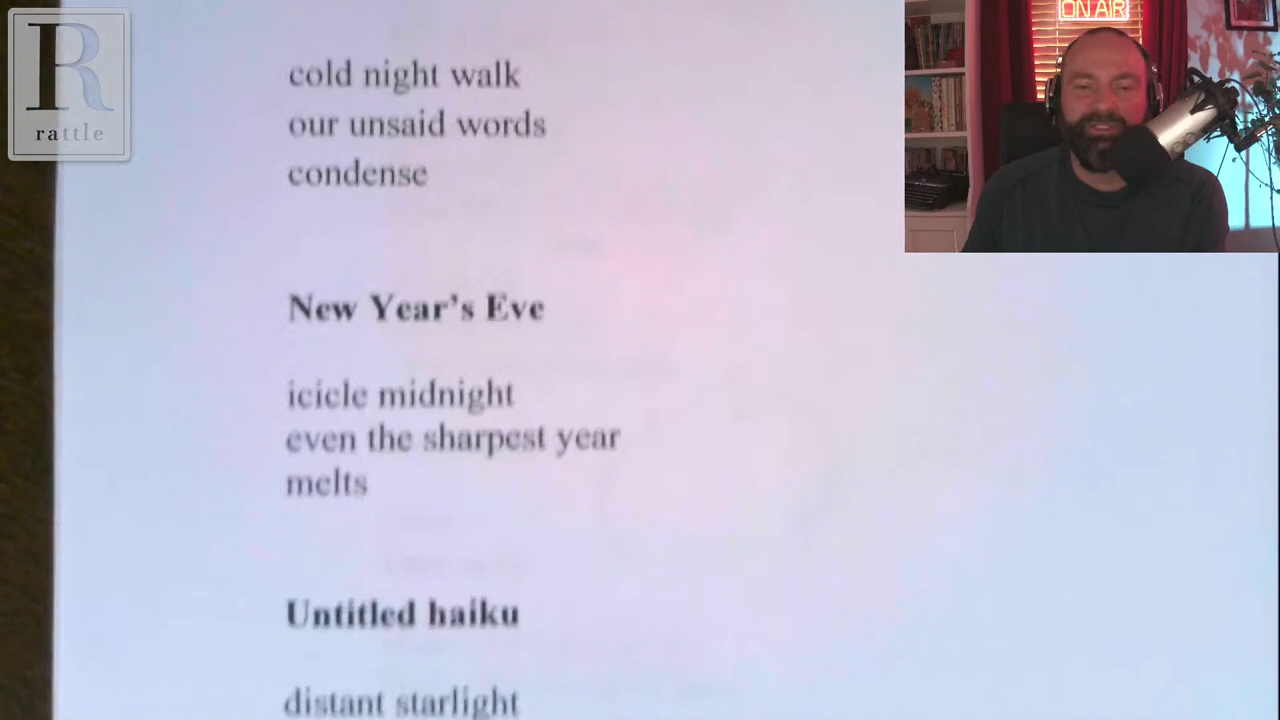 R
rattle
ON AIR
cold night walk
our unsaid words
condense
New Year's Eve
icicle midnight
even the sharpest year
melts
Untitled haiku
distant starlight